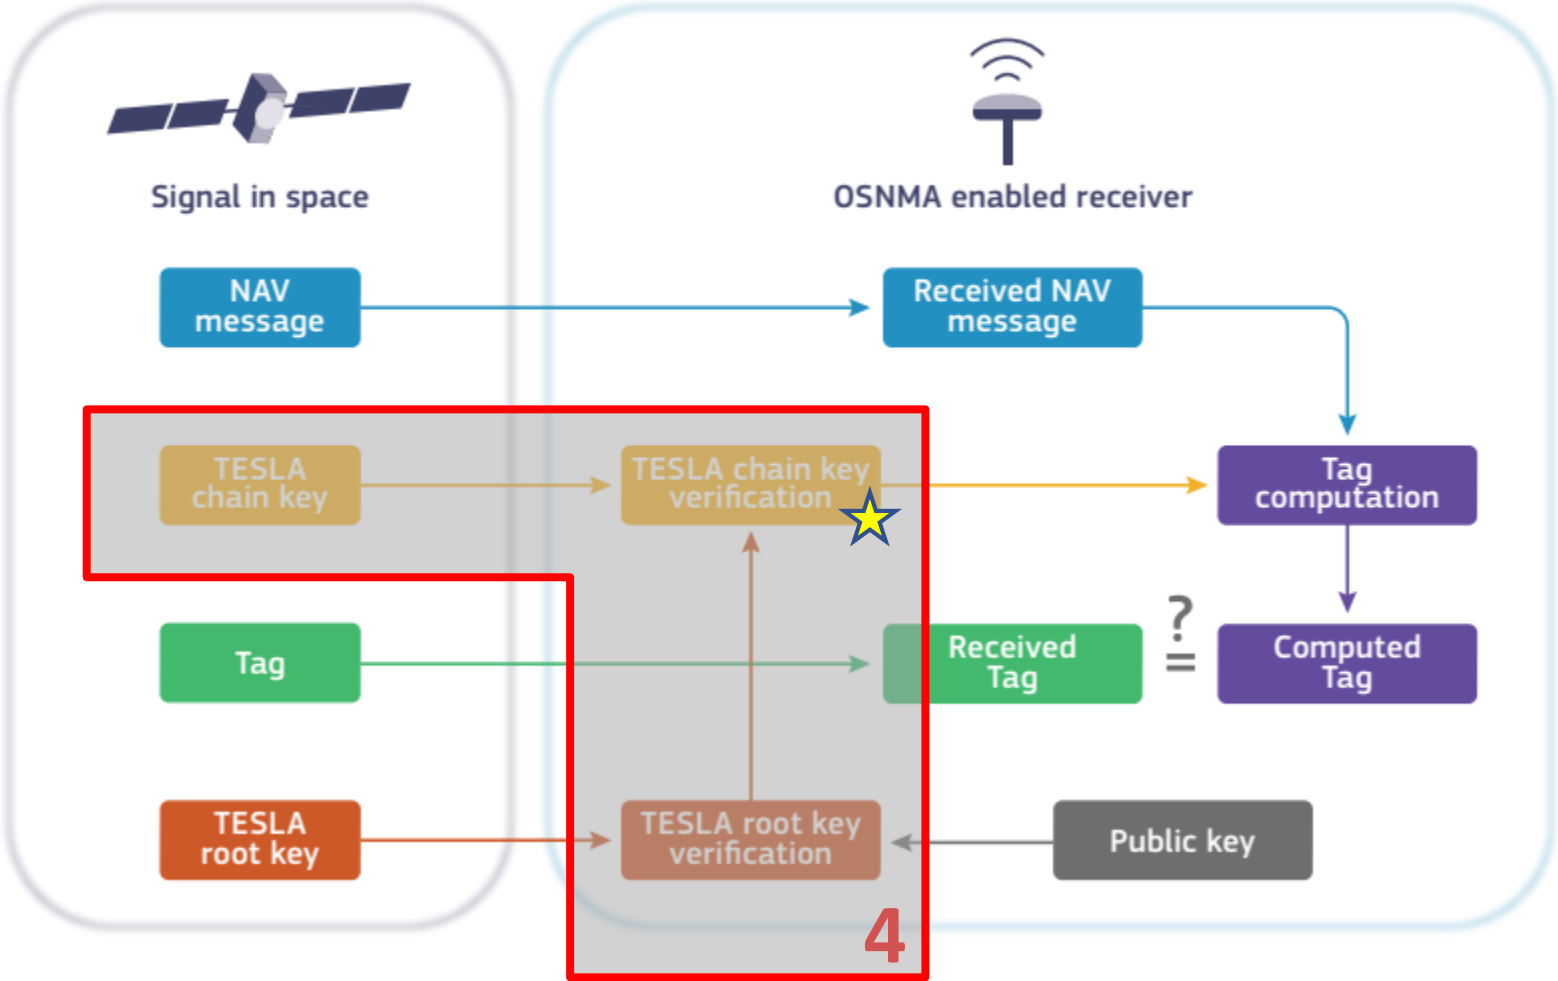 Signal in space
OSNMA enabled receiver
NAV
message
Received NAV
message
TESLA
chain key
TESLA chain key
verification
Tag
computation
Tag
Received
Tag
?
=
Computed
Tag
TESLA
root key
TESLA root key
verification
Public key
4